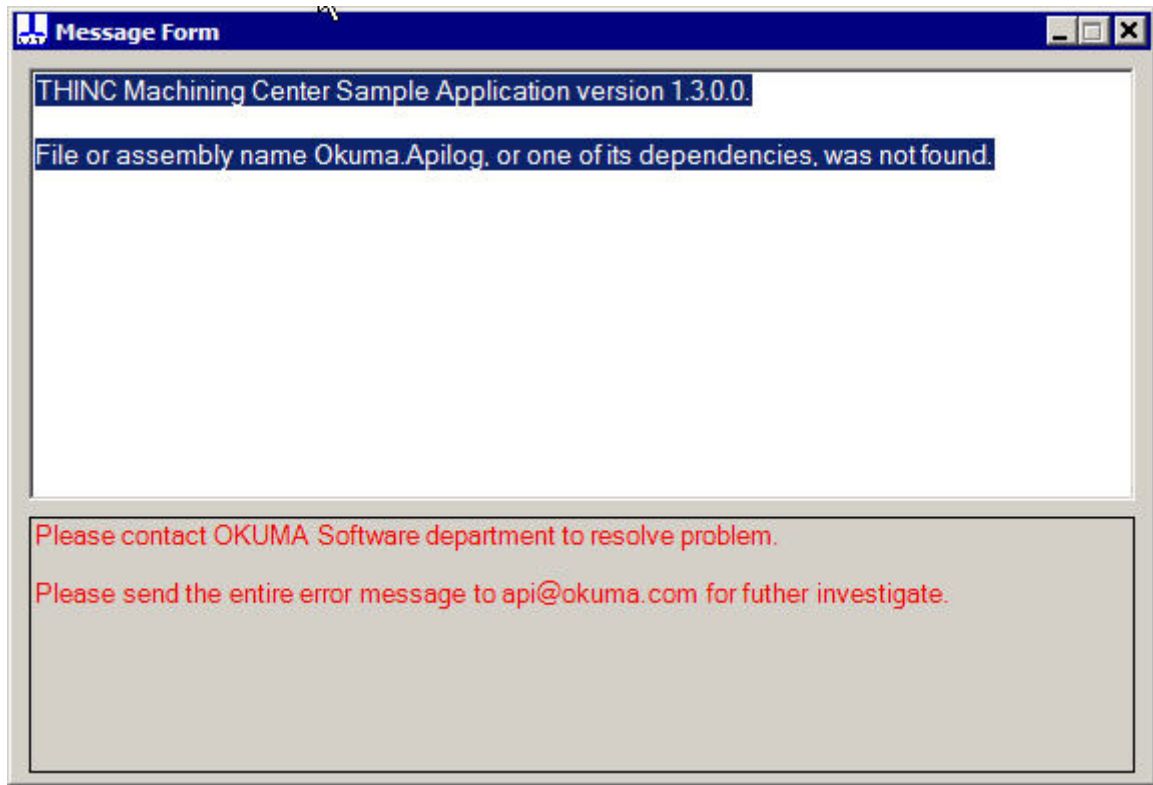 Message Form
THINC Machining Center Sample Application version 1.3.0.0.
File or assembly name Okuma.Apilog, or one of its dependencies, was not found.
Please contact OKUMA Software department to resolve problem.
Please send the entire error message to api@okuma.com for futher investigate.